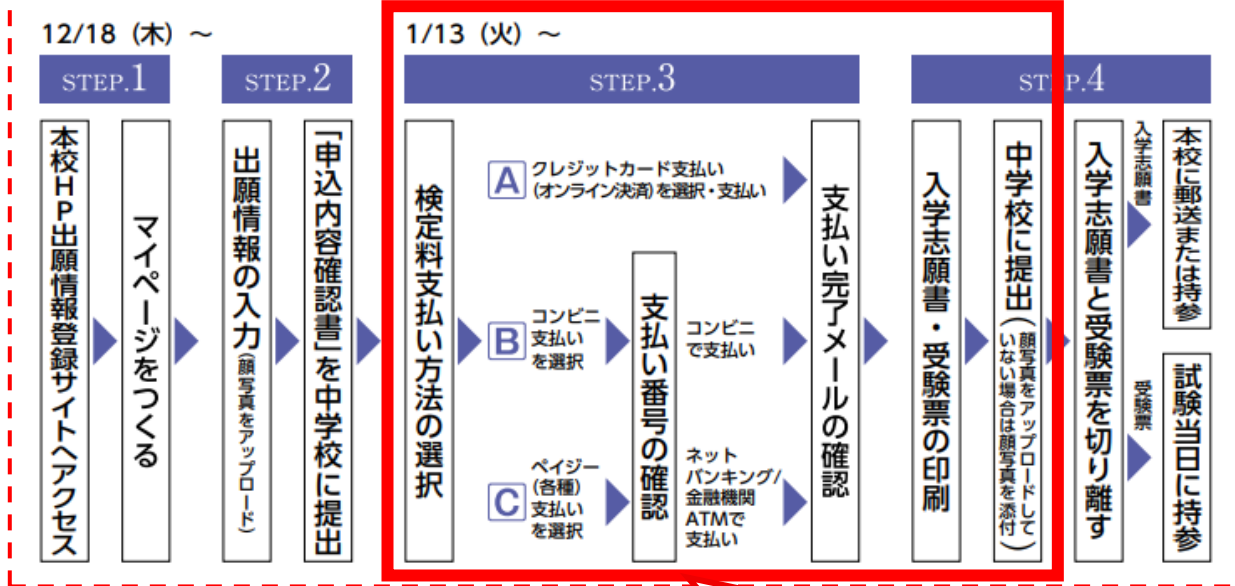 12/18（木）～
1/13（火）～
STEP.1
STEP.2
STEP.3
STEP.4
本校HP出願情報登録サイトへアクセス
マイページをつくる
出願情報の入力（顔写真をアップロード）
「申込内容確認書」を中学校に提出
検定料支払い方法の選択
A
クレジットカード支払い
（オンライン決済）を選択・支払い
B
コンビニ
支払い
を選択
C
ペイジー
（各種）
支払い
を選択
支払い番号の確認
コンビニ
で支払い
ネット
バンキング/
金融機関
ATMで
支払い
支払い完了メールの確認
入学志願書・受験票の印刷
中学校に提出（顔写真をアップロードして
いない場合は顔写真を添付）
入学志願書と受験票を切り離す
入学志願書
本校に郵送または持参
受験票
試験当日に持参